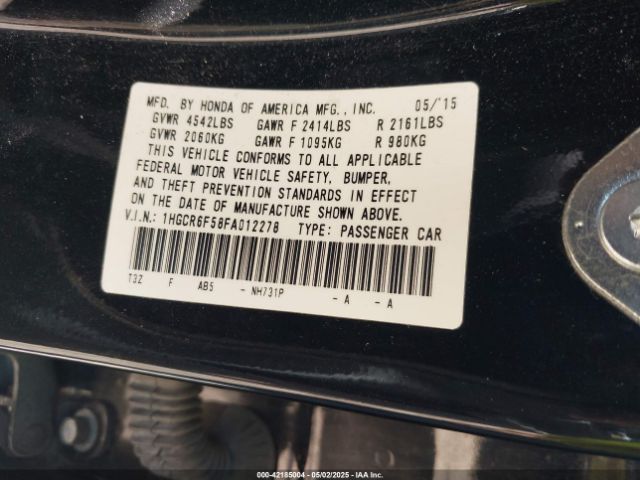 MFD. BY HONDA OF AMERICA MFG., INC. 05/'15
GVWR 4542LBS GAWR F 2414LBS R 2161LBS
GVWR 2060KG GAWR F 1095KG R 980KG
THIS VEHICLE CONFORMS TO ALL APPLICABLE
FEDERAL MOTOR VEHICLE SAFETY, BUMPER,
AND THEFT PREVENTION STANDARDS IN EFFECT
ON THE DATE OF MANUFACTURE SHOWN ABOVE.
V.I.N.: 1HGCR6F58FA012278 TYPE: PASSENGER CAR
T3Z F AB5 - NH731P - A - A
000-42185004 - 05/02/2025 - IAA Inc.